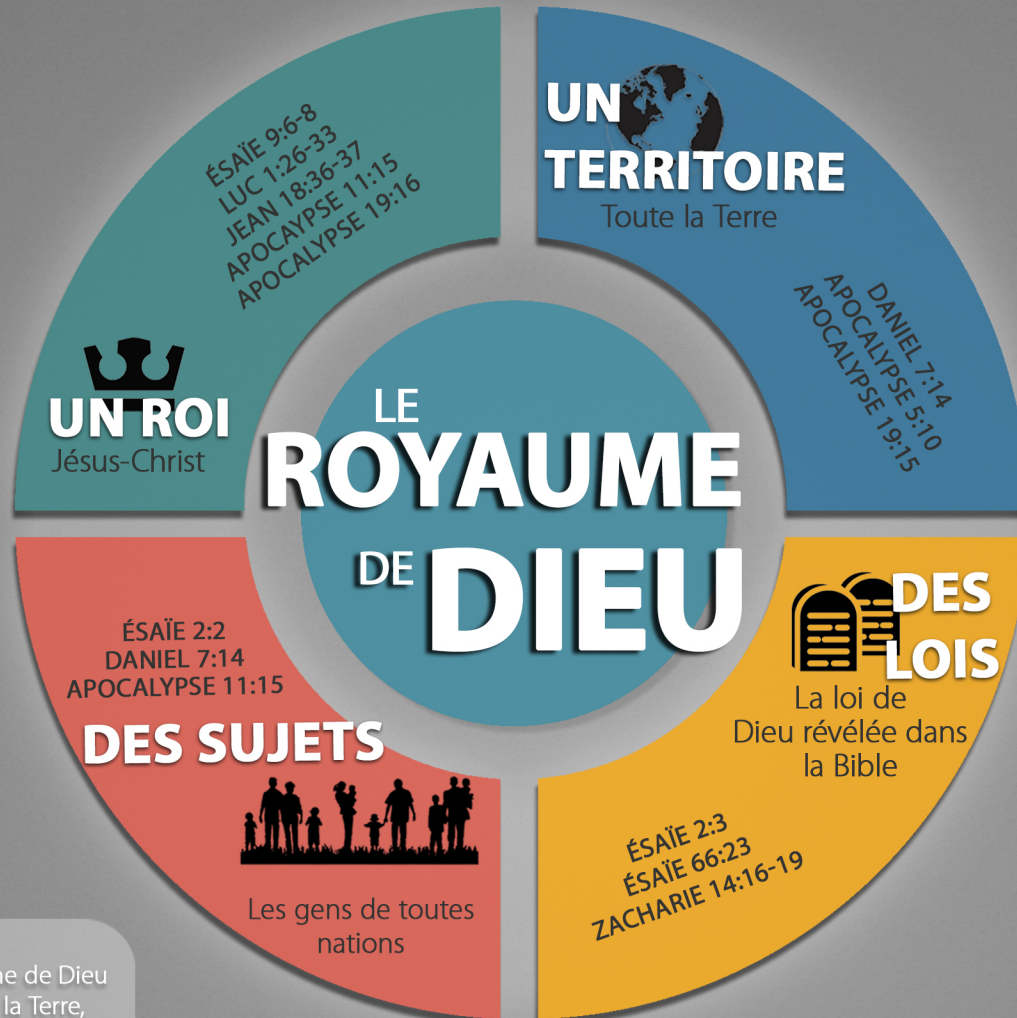 ÉSAÏE 9:6-8
LUC 1:26-33
JEAN 18:36-37
APOCAYPSE 11:15
APOCALYPSE 19:16
UN ROI
Jésus-Christ
UN
TERRITOIRE
Toute la Terre
DANIEL 7:14
APOCALYPSE 5:10
APOCALYPSE 19:15
LE
ROYAUME
DE DIEU
ÉSAÏE 2:2
DANIEL 7:14
APOCALYPSE 11:15
DES SUJETS
Les gens de toutes
nations
DES
LOIS
La loi de
Dieu révélée dans
la Bible
ÉSAÏE 2:3
ÉSAÏE 66:23
ZACHARIE 14:16-19
de Dieu
la Terre,